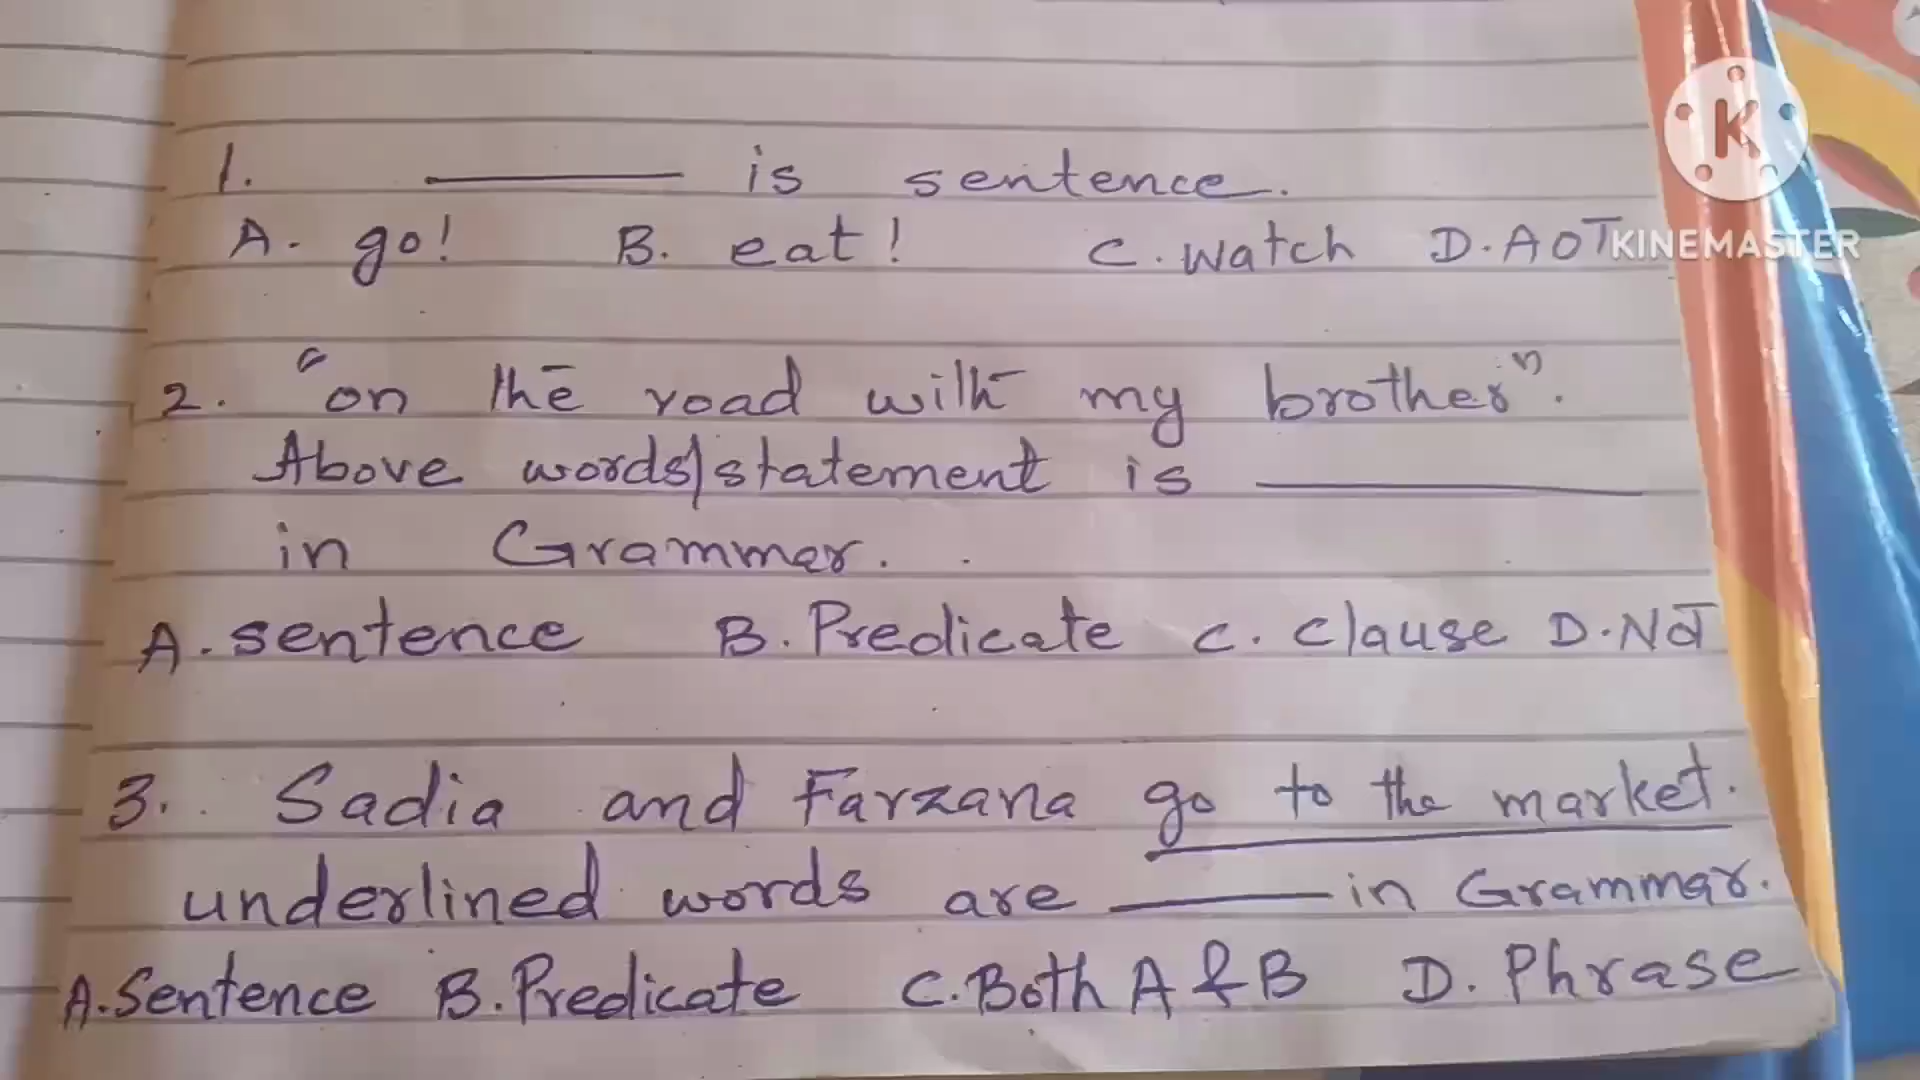 1. ______ is sentence.
A. go! B. eat! C. watch D. AOT
KINEMASTER
2. "on the road with my brother".
Above words/statement is ______
in Grammer.
A. sentence B. Predicate C. clause D. NOT
3. Sadia and Farzana go to the market.
underlined words are ______ in Grammar.
A. Sentence B. Predicate C. Both A & B D. Phrase